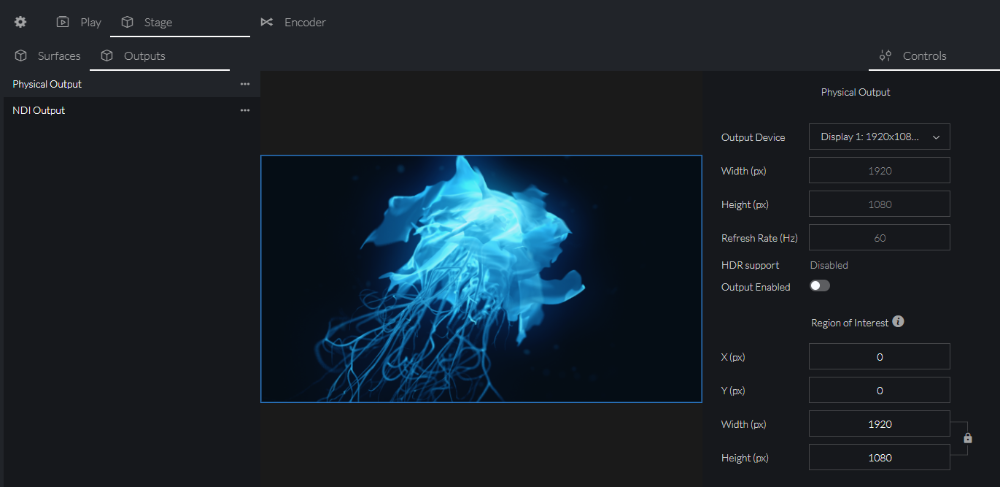 Play Stage Encoder
Surfaces Outputs Controls
Physical Output
NDI Output
Physical Output
Output Device Display 1: 1920x108...
Width (px) 1920
Height (px) 1080
Refresh Rate (Hz) 60
HDR support Disabled
Output Enabled
Region of Interest
X (px) 0
Y (px) 0
Width (px) 1920
Height (px) 1080